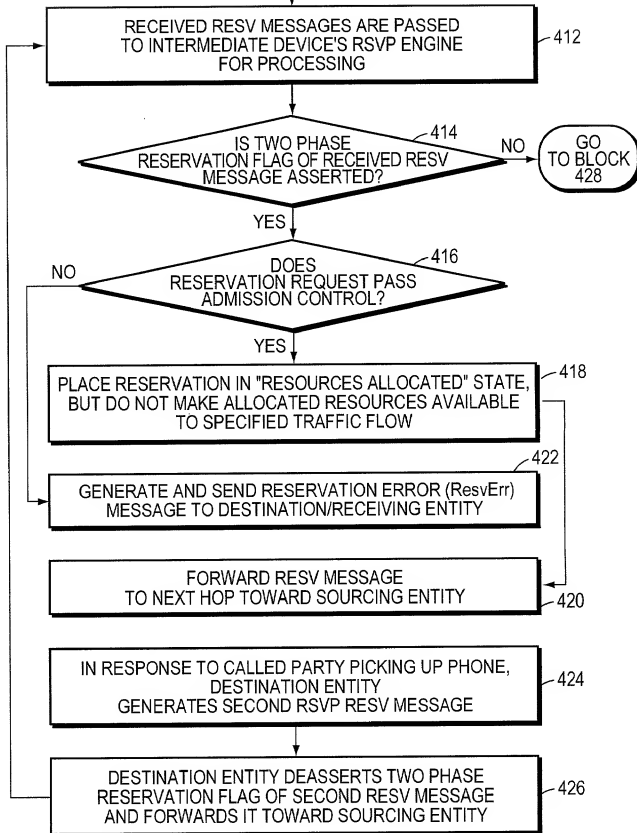 RECEIVED RESV MESSAGES ARE PASSED
TO INTERMEDIATE DEVICE'S RSVP ENGINE
FOR PROCESSING
412
IS TWO PHASE
RESERVATION FLAG OF RECEIVED RESV
MESSAGE ASSERTED?
414
NO
GO
TO BLOCK
428
YES
DOES
RESERVATION REQUEST PASS
ADMISSION CONTROL?
416
NO
YES
PLACE RESERVATION IN "RESOURCES ALLOCATED" STATE,
BUT DO NOT MAKE ALLOCATED RESOURCES AVAILABLE
TO SPECIFIED TRAFFIC FLOW
418
422
GENERATE AND SEND RESERVATION ERROR (ResvErr)
MESSAGE TO DESTINATION/RECEIVING ENTITY
FORWARD RESV MESSAGE
TO NEXT HOP TOWARD SOURCING ENTITY
420
IN RESPONSE TO CALLED PARTY PICKING UP PHONE,
DESTINATION ENTITY
GENERATES SECOND RSVP RESV MESSAGE
424
DESTINATION ENTITY DEASSERTS TWO PHASE
RESERVATION FLAG OF SECOND RESV MESSAGE
AND FORWARDS IT TOWARD SOURCING ENTITY
426